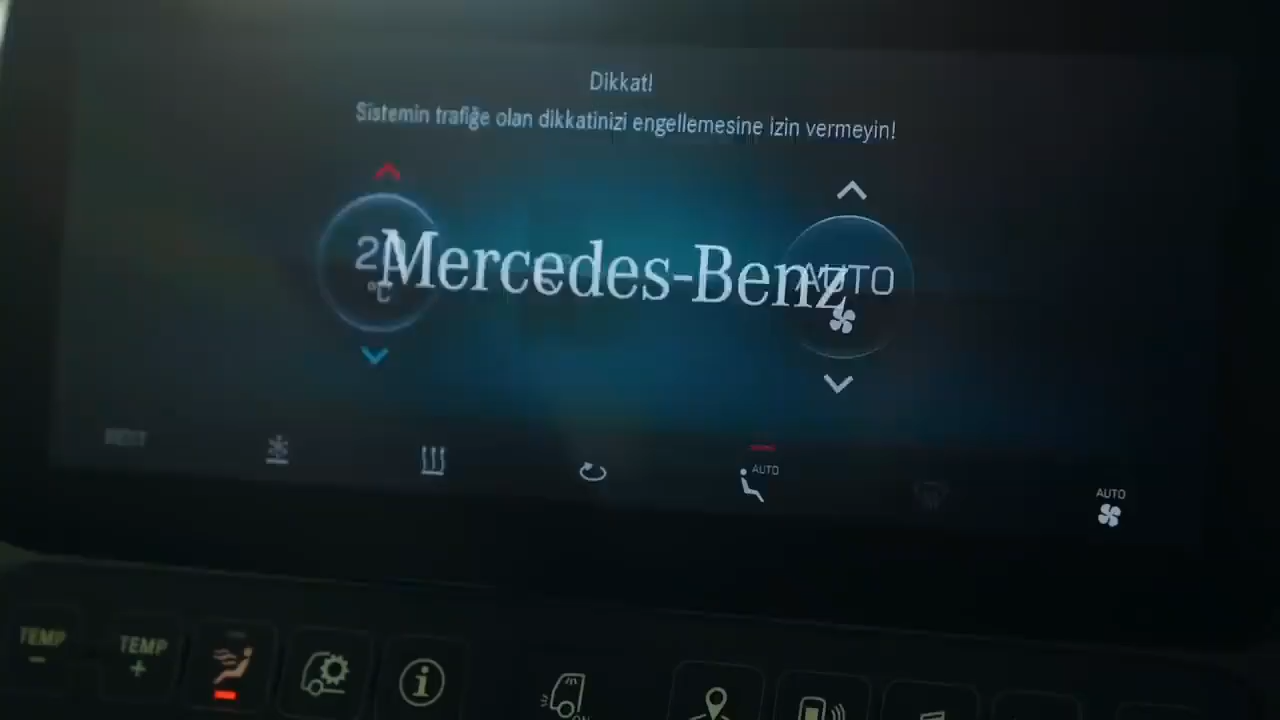 Dikkat!
Sistemin trafiğe olan dikkatinizi engellemesine izin vermeyin!
Mercedes-Benz
°C
AUTO
AUTO
AUTO
TEMP
-
TEMP
+
i